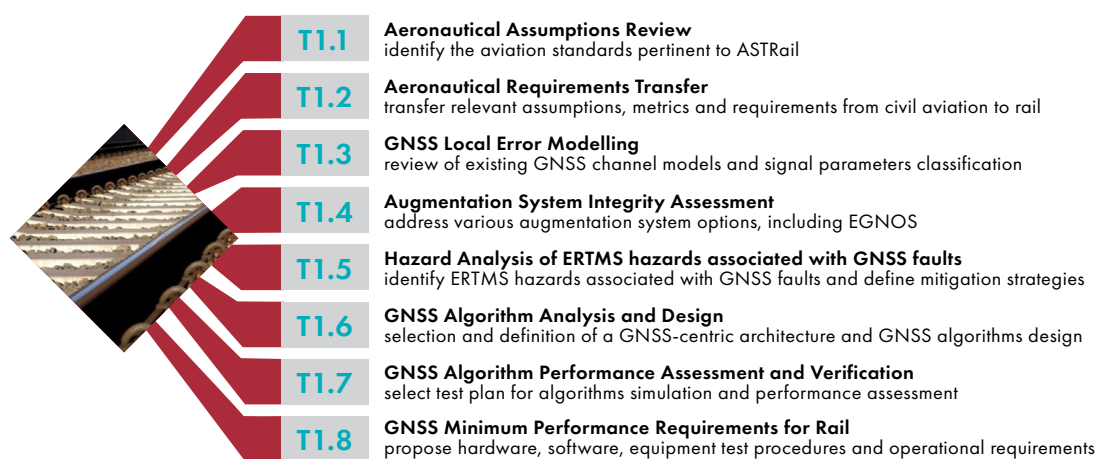 T1.1
Aeronautical Assumptions Review
identify the aviation standards pertinent to ASTRail
T1.2
Aeronautical Requirements Transfer
transfer relevant assumptions, metrics and requirements from civil aviation to rail
T1.3
GNSS Local Error Modelling
review of existing GNSS channel models and signal parameters classification
T1.4
Augmentation System Integrity Assessment
address various augmentation system options, including EGNOS
T1.5
Hazard Analysis of ERTMS hazards associated with GNSS faults
identify ERTMS hazards associated with GNSS faults and define mitigation strategies
T1.6
GNSS Algorithm Analysis and Design
selection and definition of a GNSS-centric architecture and GNSS algorithms design
T1.7
GNSS Algorithm Performance Assessment and Verification
select test plan for algorithms simulation and performance assessment
T1.8
GNSS Minimum Performance Requirements for Rail
propose hardware, software, equipment test procedures and operational requirements